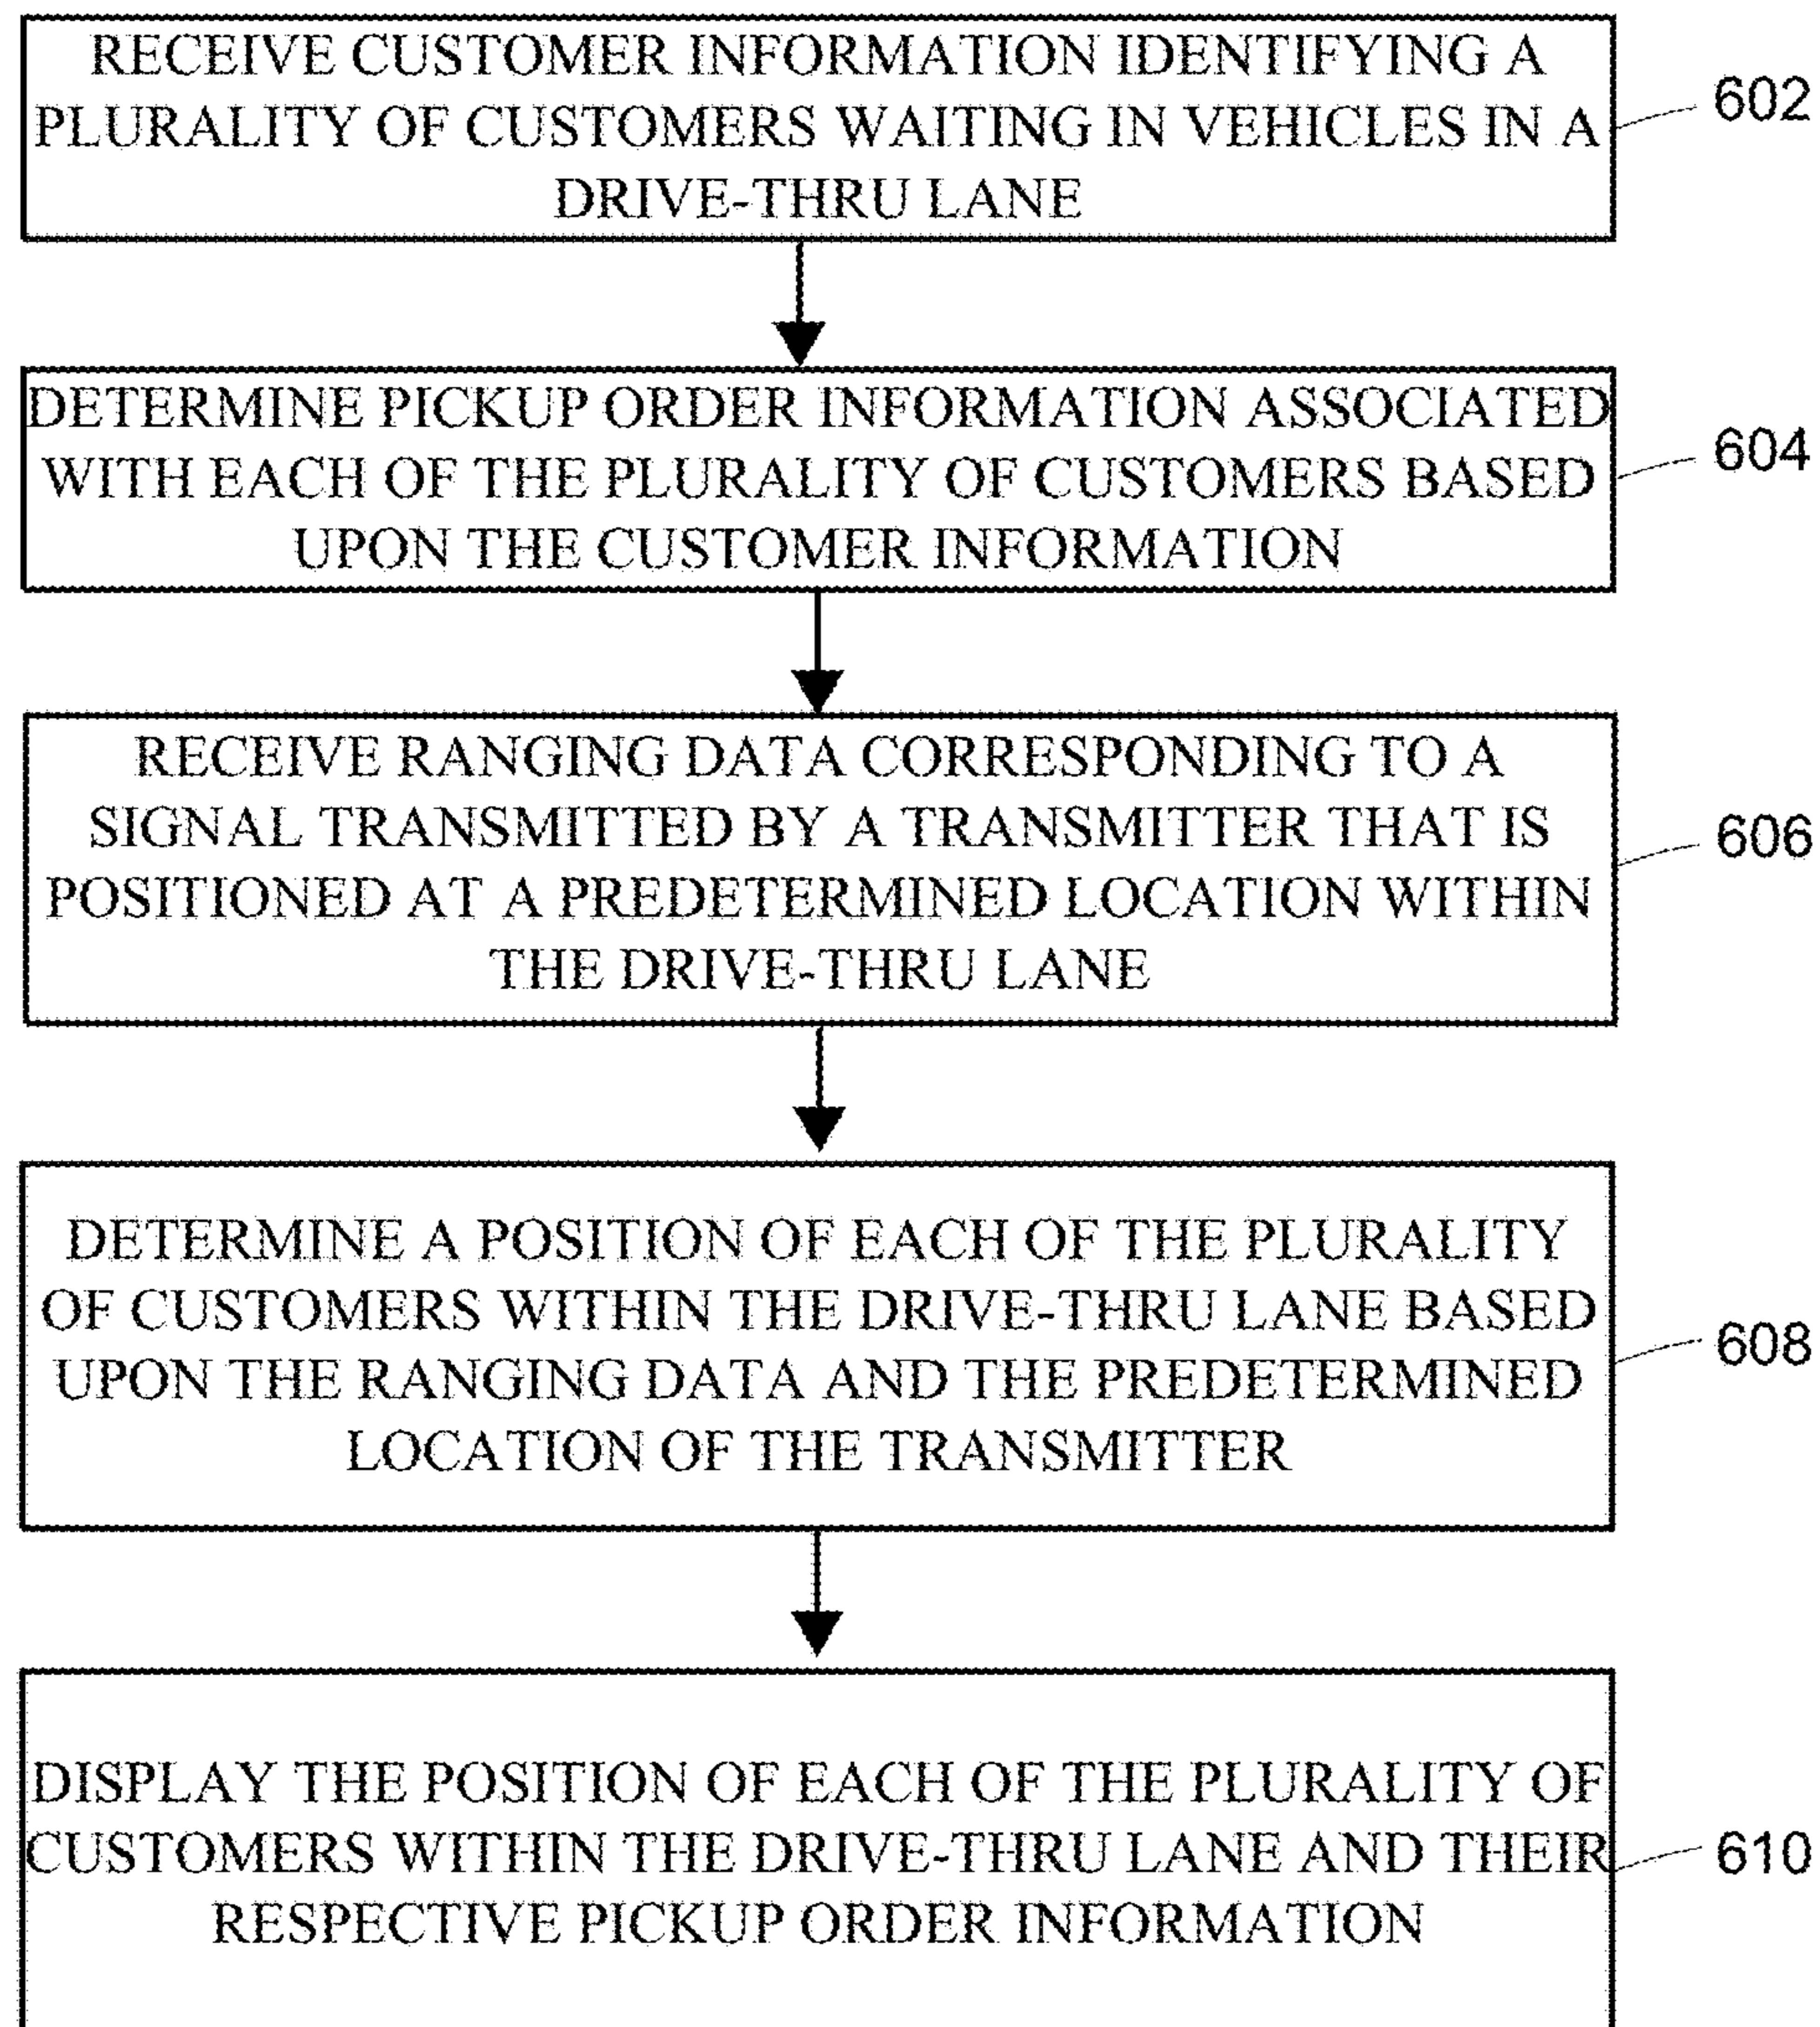 RECEIVE CUSTOMER INFORMATION IDENTIFYING A
PLURALITY OF CUSTOMERS WAITING IN VEHICLES IN A
DRIVE-THRU LANE
602
DETERMINE PICKUP ORDER INFORMATION ASSOCIATED
WITH EACH OF THE PLURALITY OF CUSTOMERS BASED
UPON THE CUSTOMER INFORMATION
604
RECEIVE RANGING DATA CORRESPONDING TO A
SIGNAL TRANSMITTED BY A TRANSMITTER THAT IS
POSITIONED AT A PREDETERMINED LOCATION WITHIN
THE DRIVE-THRU LANE
606
DETERMINE A POSITION OF EACH OF THE PLURALITY
OF CUSTOMERS WITHIN THE DRIVE-THRU LANE BASED
UPON THE RANGING DATA AND THE PREDETERMINED
LOCATION OF THE TRANSMITTER
608
DISPLAY THE POSITION OF EACH OF THE PLURALITY OF
CUSTOMERS WITHIN THE DRIVE-THRU LANE AND THEIR
RESPECTIVE PICKUP ORDER INFORMATION
610